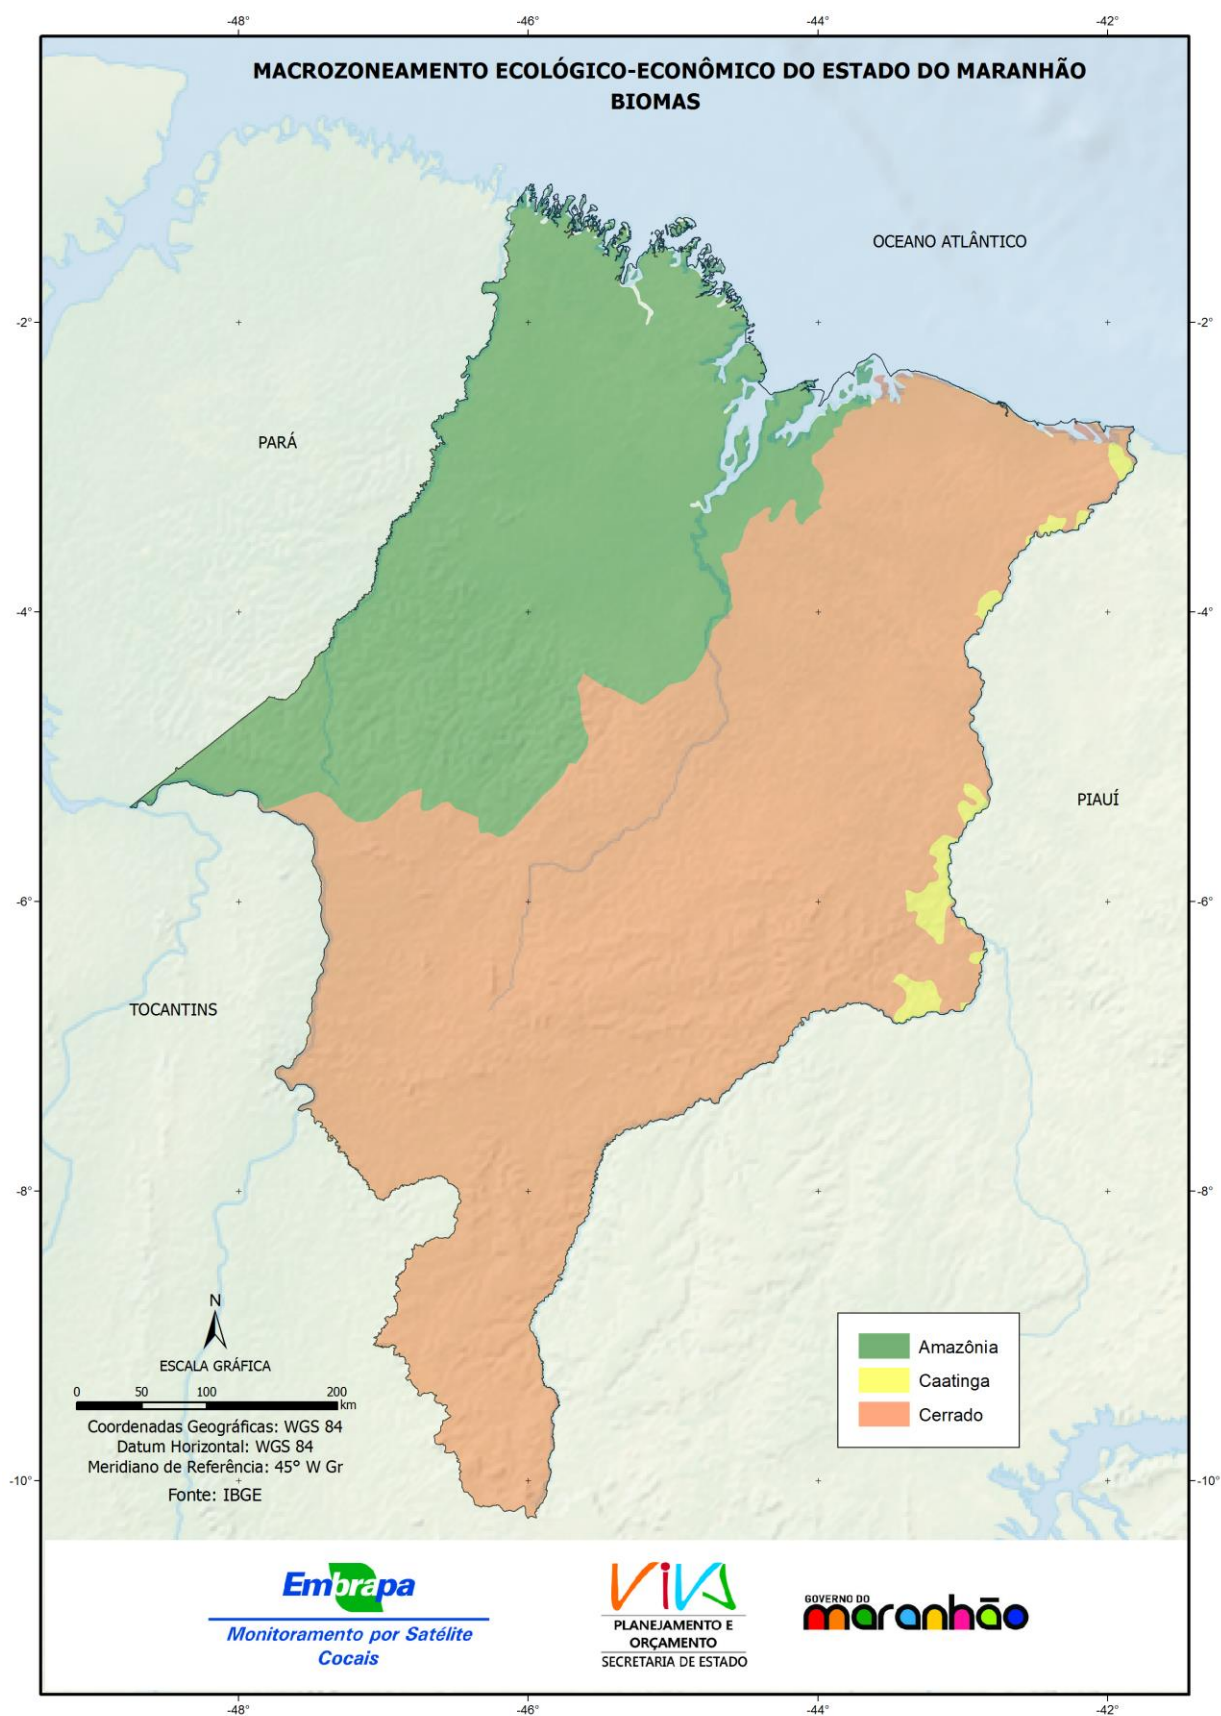 -48°
-46°
-44°
-42°
MACROZONEAMENTO ECOLÓGICO-ECONÔMICO DO ESTADO DO MARANHÃO
BIOMAS
OCEANO ATLÂNTICO
-2°
-2°
PARÁ
-4°
-4°
PIAUÍ
-6°
-6°
TOCANTINS
-8°
-8°
N
ESCALA GRÁFICA
0 50 100 200
km
Coordenadas Geográficas: WGS 84
Datum Horizontal: WGS 84
Meridiano de Referência: 45° W Gr
Fonte: IBGE
Amazônia
Caatinga
Cerrado
-10°
-10°
Embrapa
Monitoramento por Satélite
Cocais
VIVA
PLANEJAMENTO E
ORÇAMENTO
SECRETARIA DE ESTADO
GOVERNO DO
maranhão
-48°
-46°
-44°
-42°